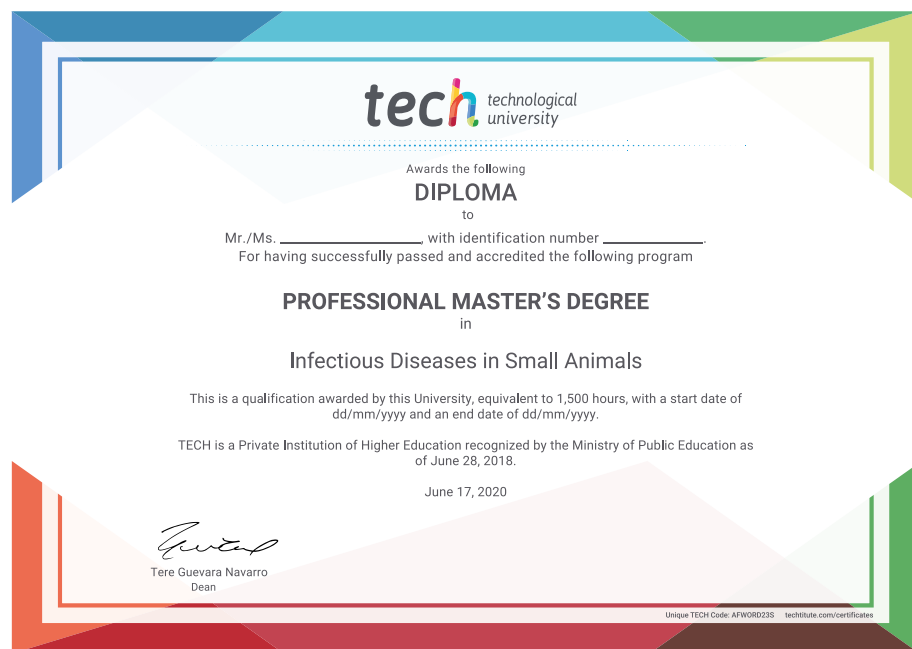 tech technological
university
Awards the following
DIPLOMA
to
Mr./Ms. ____________________, with identification number ______________.
For having successfully passed and accredited the following program
PROFESSIONAL MASTER'S DEGREE
in
Infectious Diseases in Small Animals
This is a qualification awarded by this University, equivalent to 1,500 hours, with a start date of
dd/mm/yyyy and an end date of dd/mm/yyyy.
TECH is a Private Institution of Higher Education recognized by the Ministry of Public Education as
of June 28, 2018.
June 17, 2020
Tere Guevara Navarro
Dean
Unique TECH Code: AFWORD23S techtitute.com/certificates